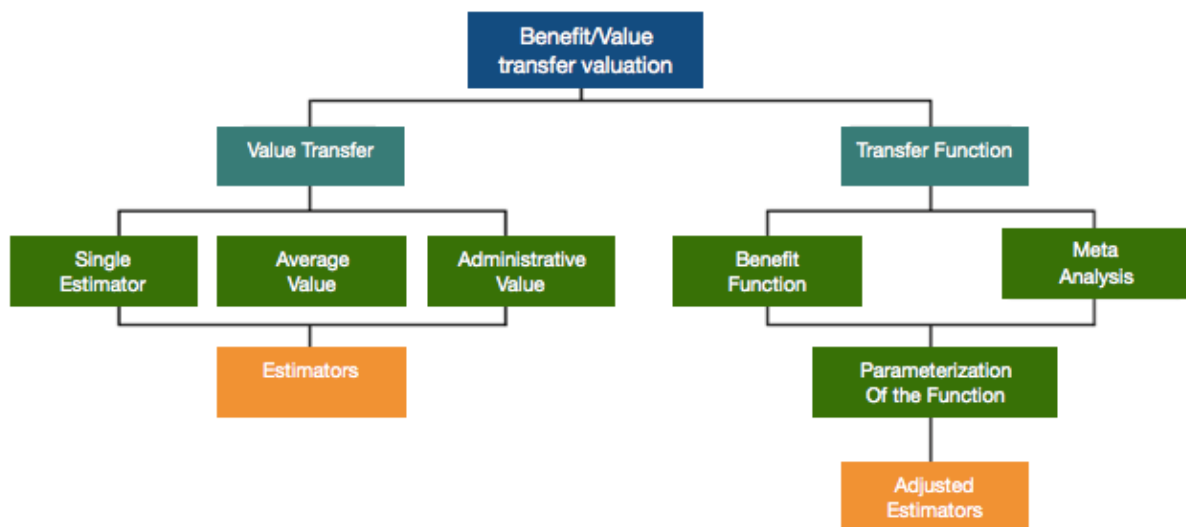 Benefit/Value
transfer valuation
Value Transfer
Transfer Function
Single
Estimator
Average
Value
Administrative
Value
Benefit
Function
Meta
Analysis
Estimators
Parameterization
Of the Function
Adjusted
Estimators